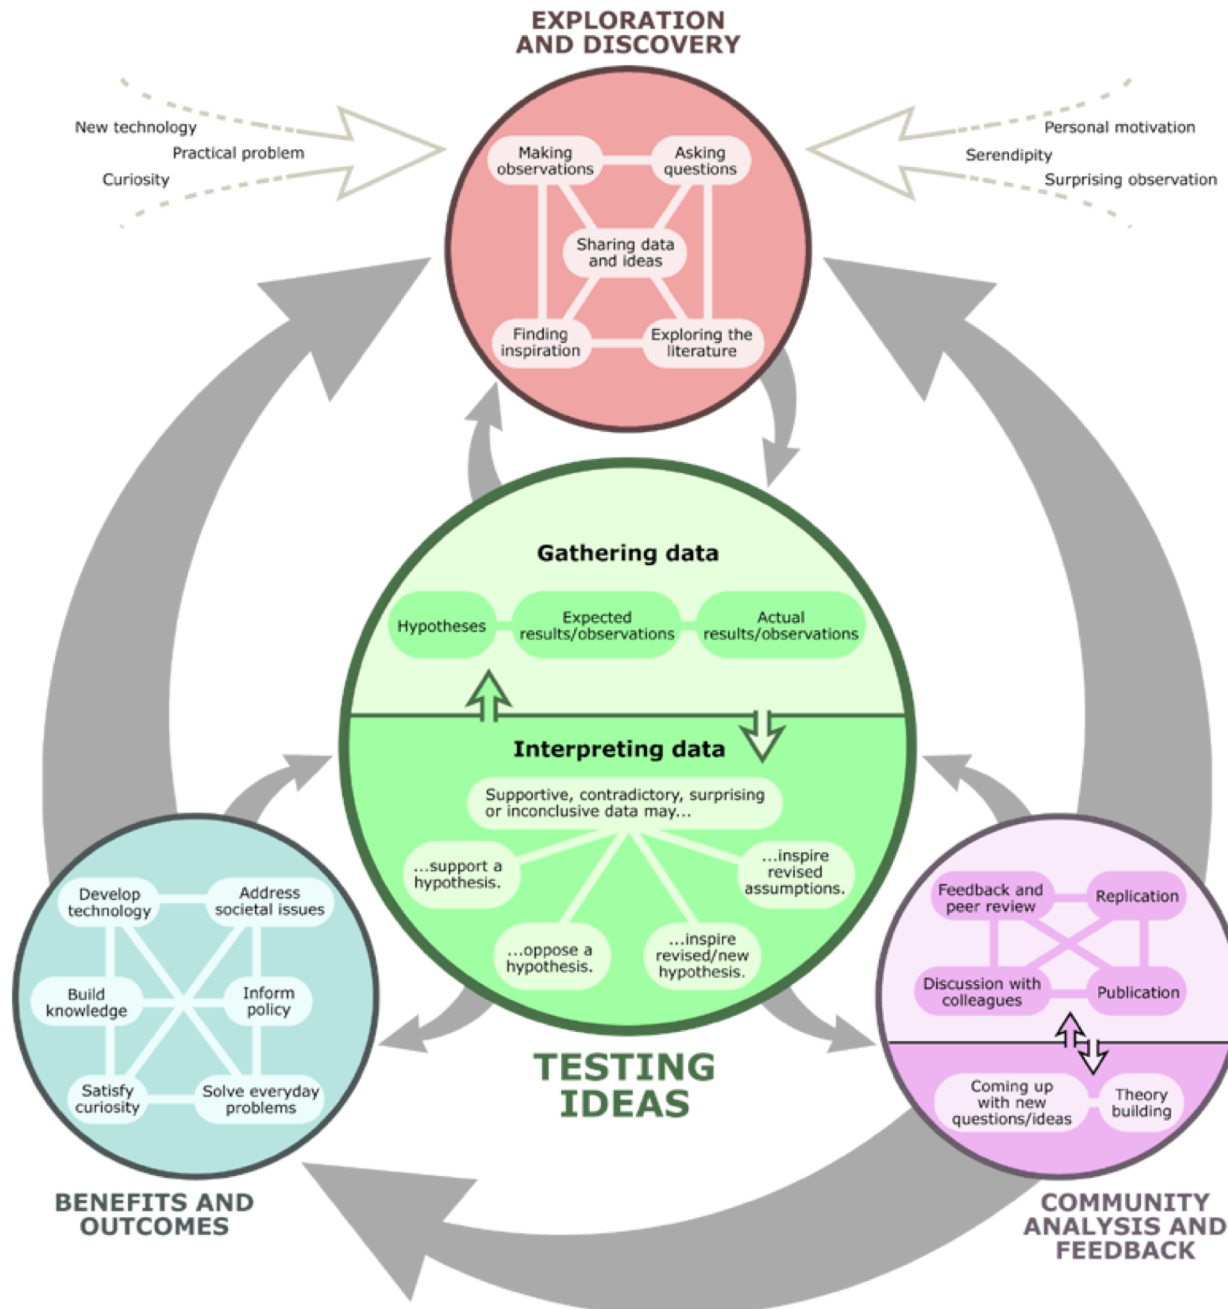 EXPLORATION
AND DISCOVERY
New technology
Practical problem
Curiosity
Personal motivation
Serendipity
Surprising observation
Making
observations
Asking
questions
Sharing data
and ideas
Finding
inspiration
Exploring the
literature
Gathering data
Hypotheses
Expected
results/observations
Actual
results/observations
Interpreting data
Supportive, contradictory, surprising
or inconclusive data may...
...support a
hypothesis.
...oppose a
hypothesis.
...inspire
revised/new
hypothesis.
...inspire
revised
assumptions.
TESTING
IDEAS
Develop
technology
Address
societal issues
Build
knowledge
Inform
policy
Satisfy
curiosity
Solve everyday
problems
BENEFITS AND
OUTCOMES
Feedback and
peer review
Replication
Discussion with
colleagues
Publication
Coming up
with new
questions/ideas
Theory
building
COMMUNITY
ANALYSIS AND
FEEDBACK